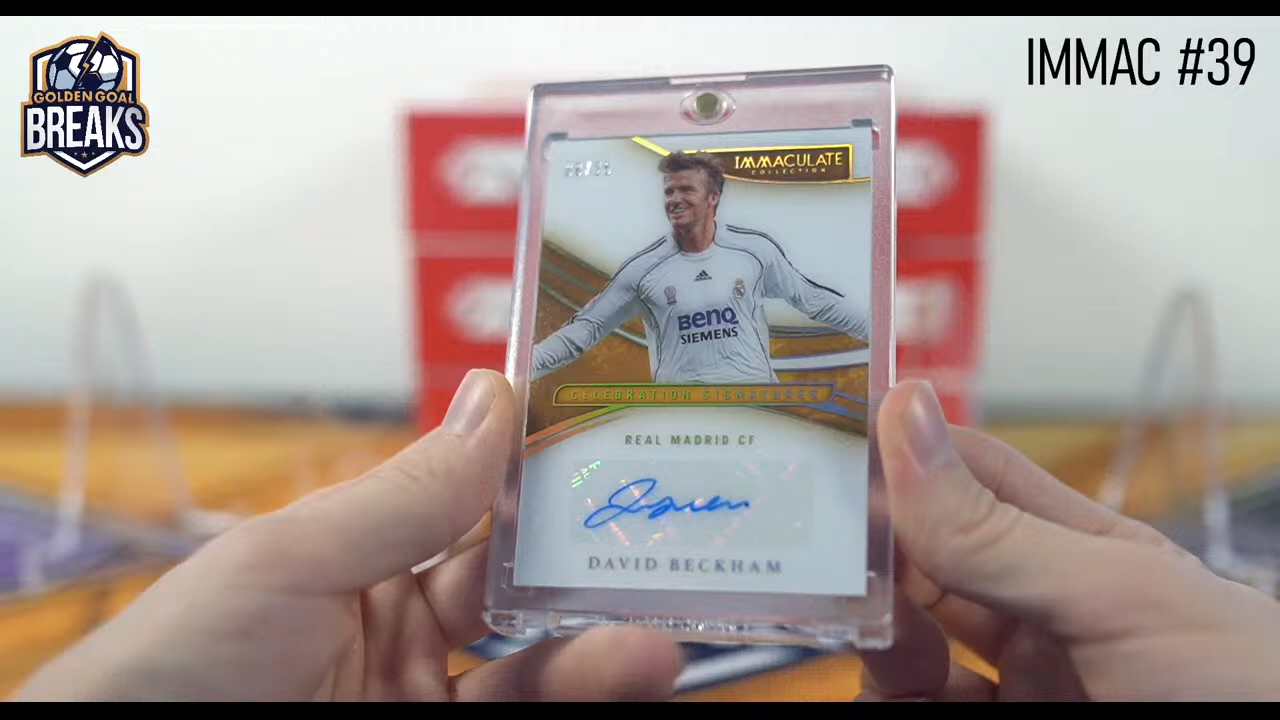 IMMAC #39
GOLDEN GOAL
BREAKS
IMMACULATE
COLLECTION
BENQ
SIEMENS
CELEBRATION SIGNATURES
REAL MADRID CF
DAVID BECKHAM